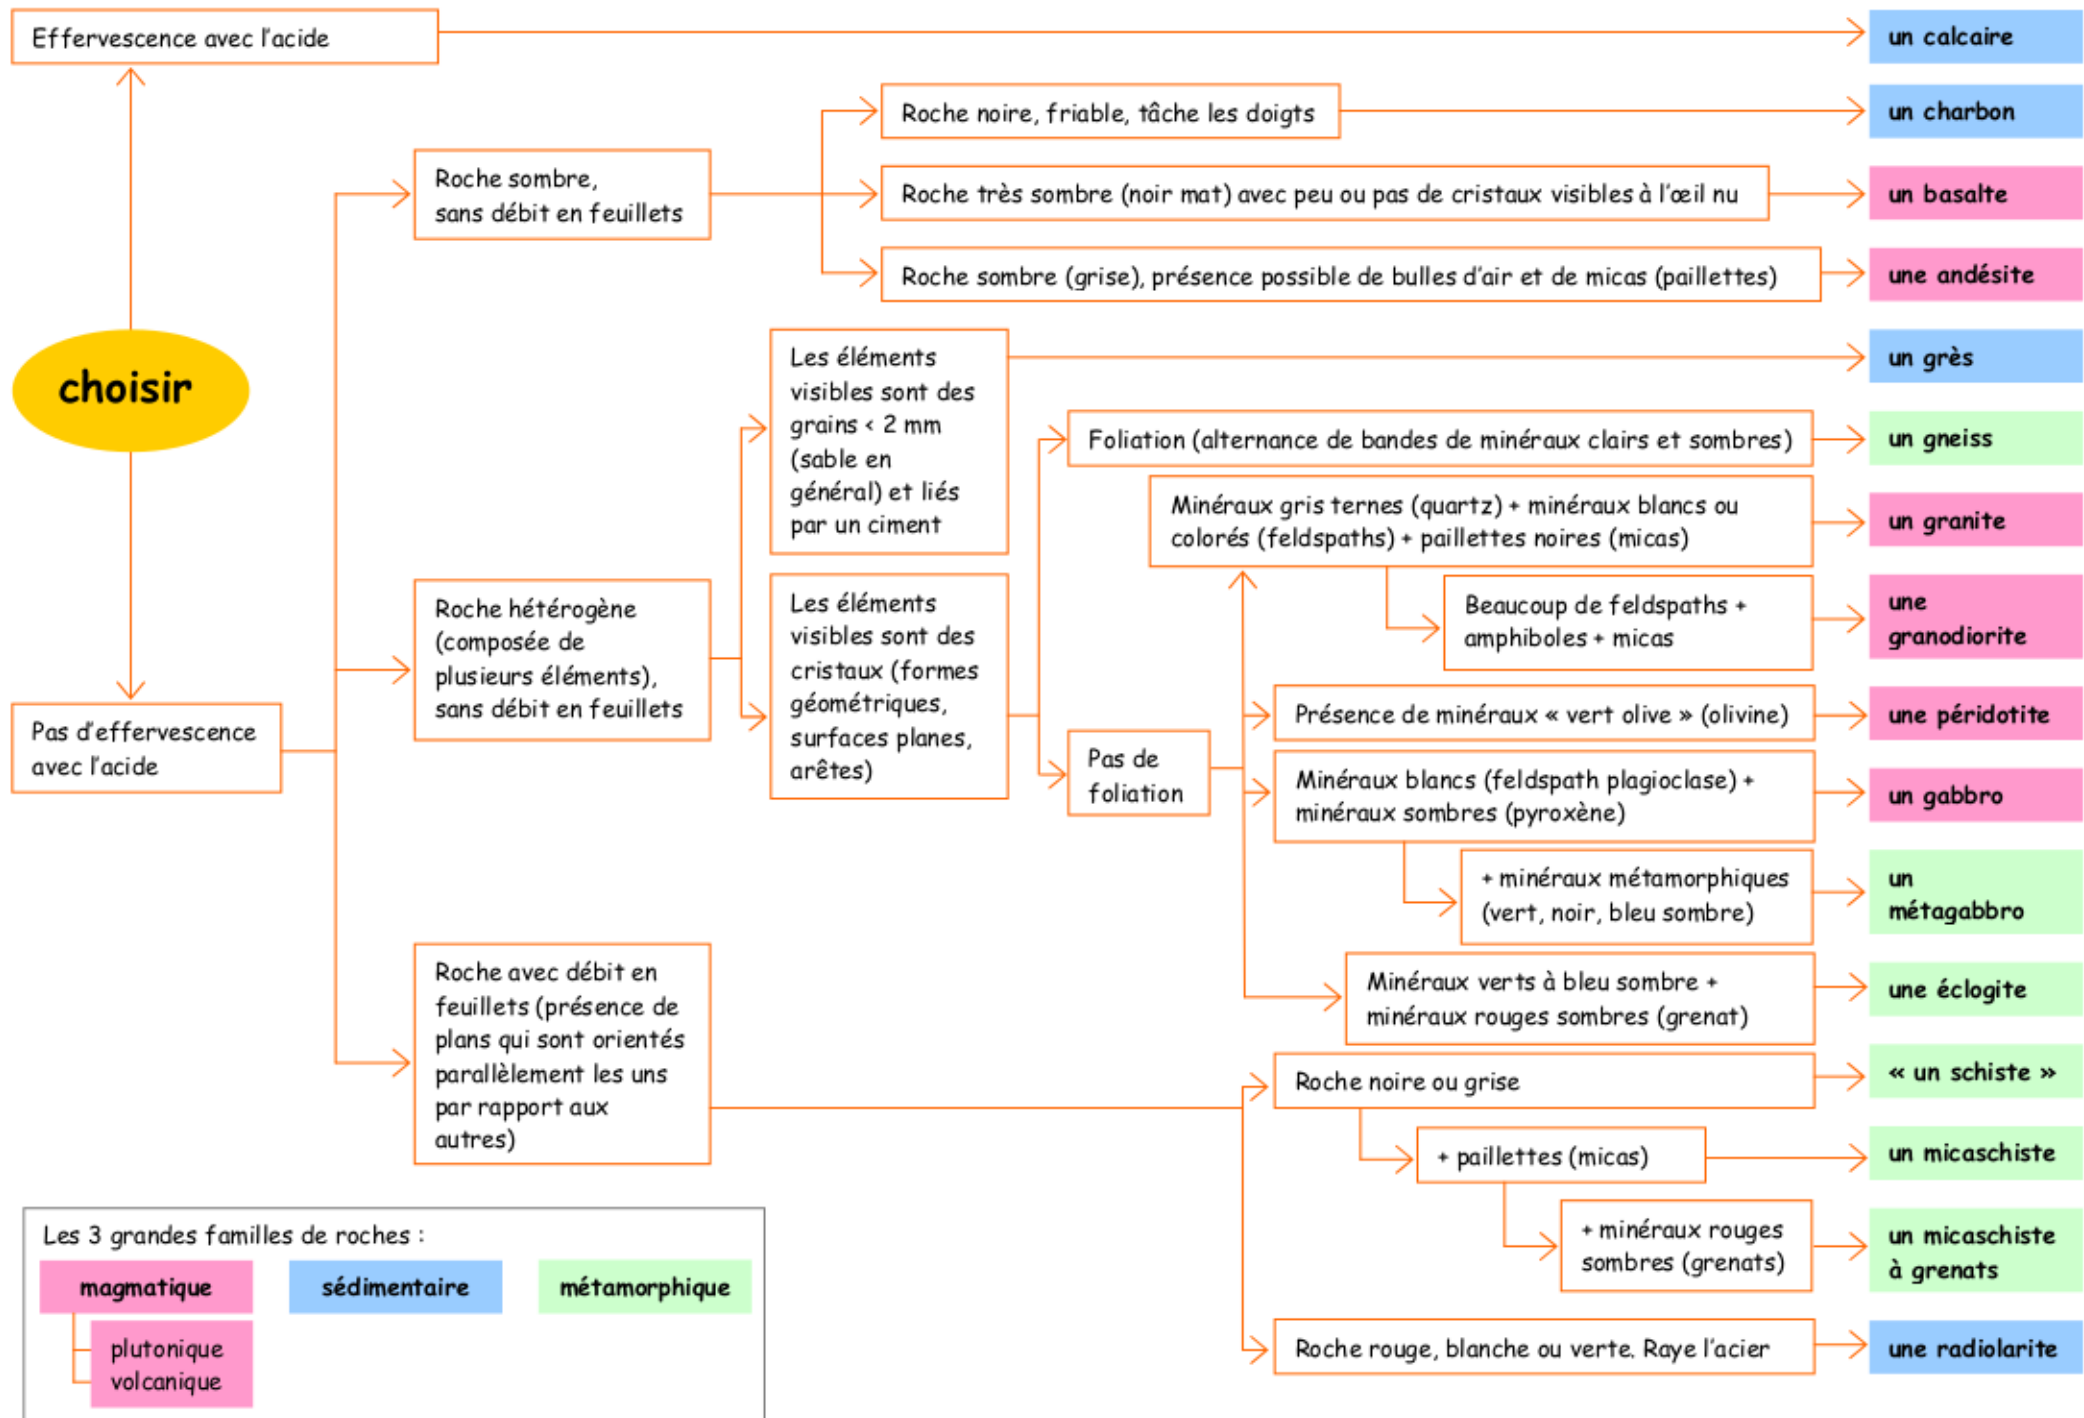 Effervescence avec l'acide
un calcaire
Roche noire, friable, tâche les doigts
un charbon
Roche sombre,
sans débit en feuillets
Roche très sombre (noir mat) avec peu ou pas de cristaux visibles à l'œil nu
un basalte
Roche sombre (grise), présence possible de bulles d'air et de micas (paillettes)
une andésite
choisir
Les éléments
visibles sont des
grains < 2 mm
(sable en
général) et liés
par un ciment
un grès
Foliation (alternance de bandes de minéraux clairs et sombres)
un gneiss
Minéraux gris ternes (quartz) + minéraux blancs ou
colorés (feldspaths) + paillettes noires (micas)
un granite
Roche hétérogène
(composée de
plusieurs éléments),
sans débit en feuillets
Les éléments
visibles sont des
cristaux (formes
géométriques,
surfaces planes,
arêtes)
Beaucoup de feldspaths +
amphiboles + micas
une
granodiorite
Pas d'effervescence
avec l'acide
Pas de
foliation
Présence de minéraux « vert olive » (olivine)
une péridotite
Minéraux blancs (feldspath plagioclase) +
minéraux sombres (pyroxène)
un gabbro
+ minéraux métamorphiques
(vert, noir, bleu sombre)
un
métagabbro
Roche avec débit en
feuillets (présence de
plans qui sont orientés
parallèlement les uns
par rapport aux
autres)
Minéraux verts à bleu sombre +
minéraux rouges sombres (grenat)
une éclogite
Roche noire ou grise
« un schiste »
+ paillettes (micas)
un micaschiste
+ minéraux rouges
sombres (grenats)
un micaschiste
à grenats
Roche rouge, blanche ou verte. Raye l'acier
une radiolarite
Les 3 grandes familles de roches :
magmatique
sédimentaire
métamorphique
plutonique
volcanique